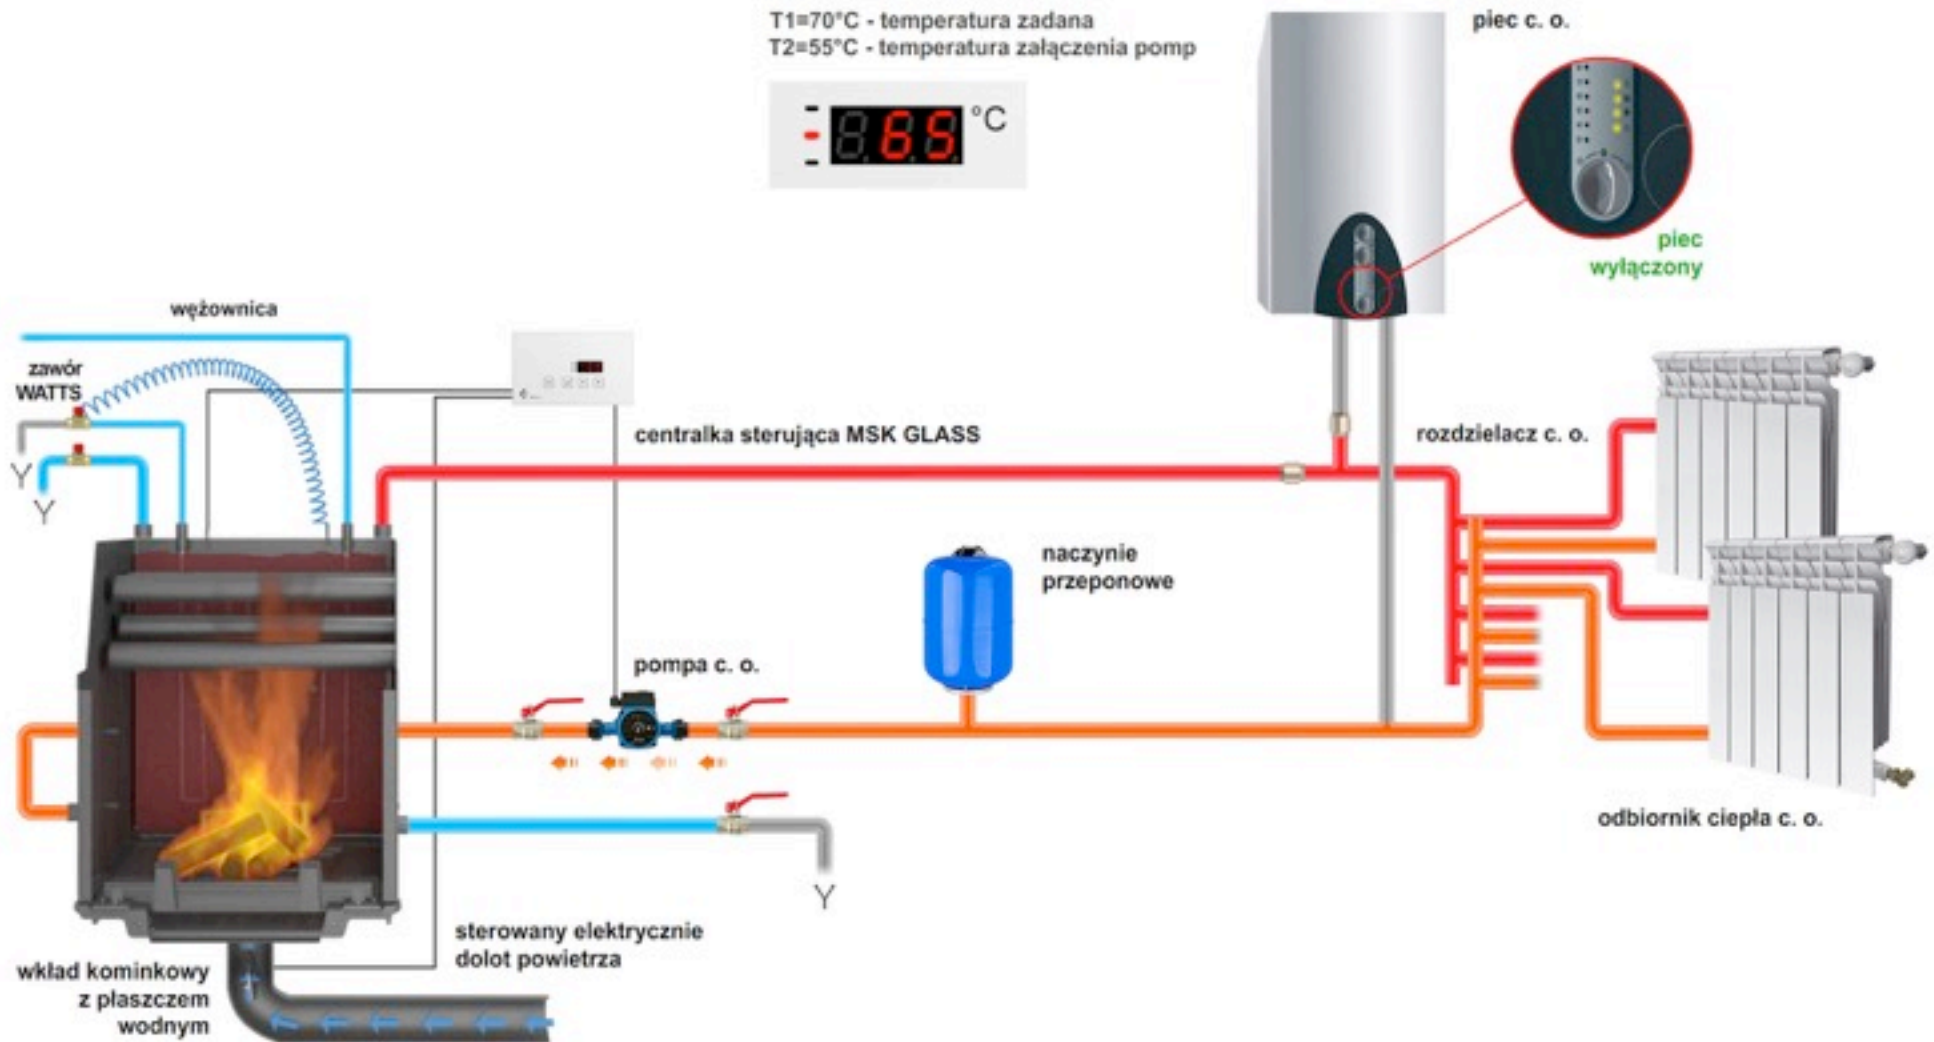 T1=70°C - temperatura zadana
T2=55°C - temperatura załączenia pomp
65 °C
piec c. o.
piec
wyłączony
wężownica
zawór
WATTS
centralka sterująca MSK GLASS
rozdzielacz c. o.
Y
Y
naczynie
przeponowe
pompa c. o.
odbiornik ciepła c. o.
Y
sterowany elektrycznie
dolot powietrza
wkład kominkowy
z płaszczem
wodnym